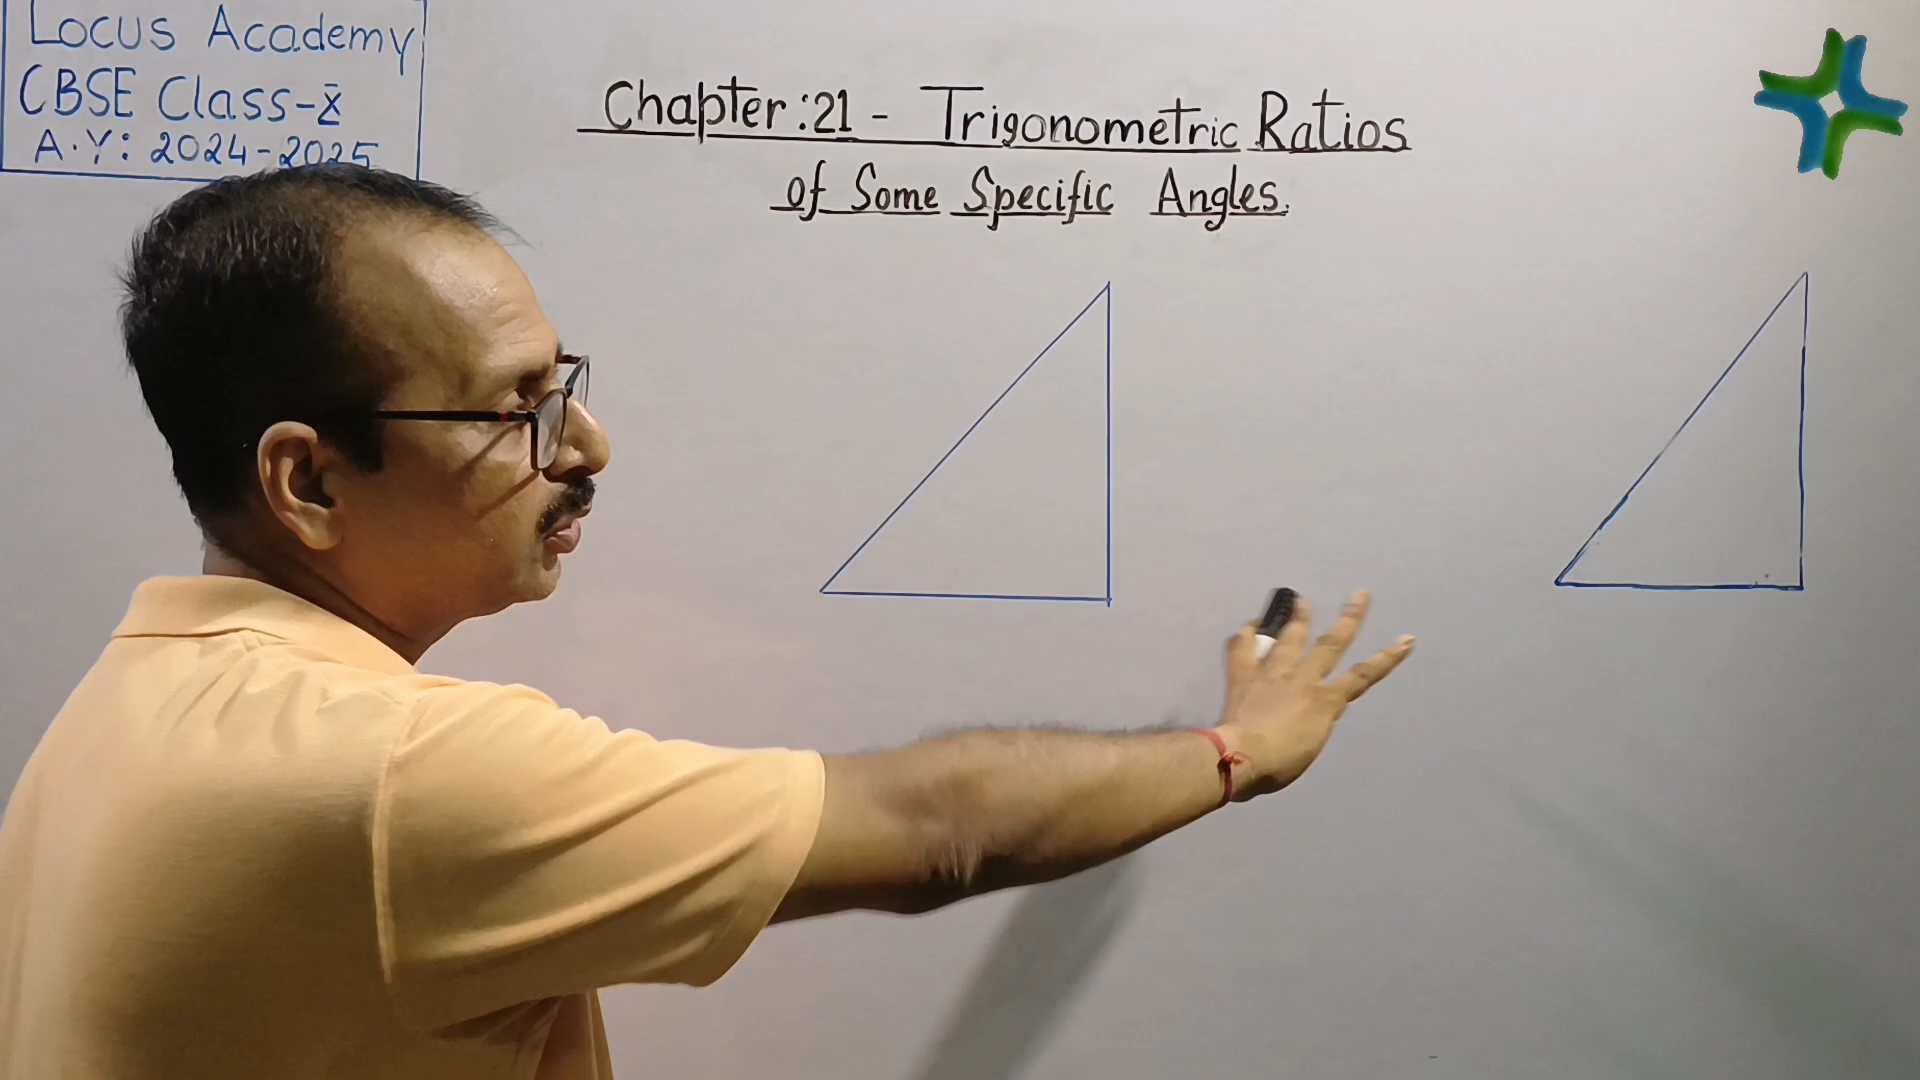 Locus Academy
CBSE Class-X
A.Y: 2024-2025
Chapter:21 - Trigonometric Ratios
of Some Specific Angles.